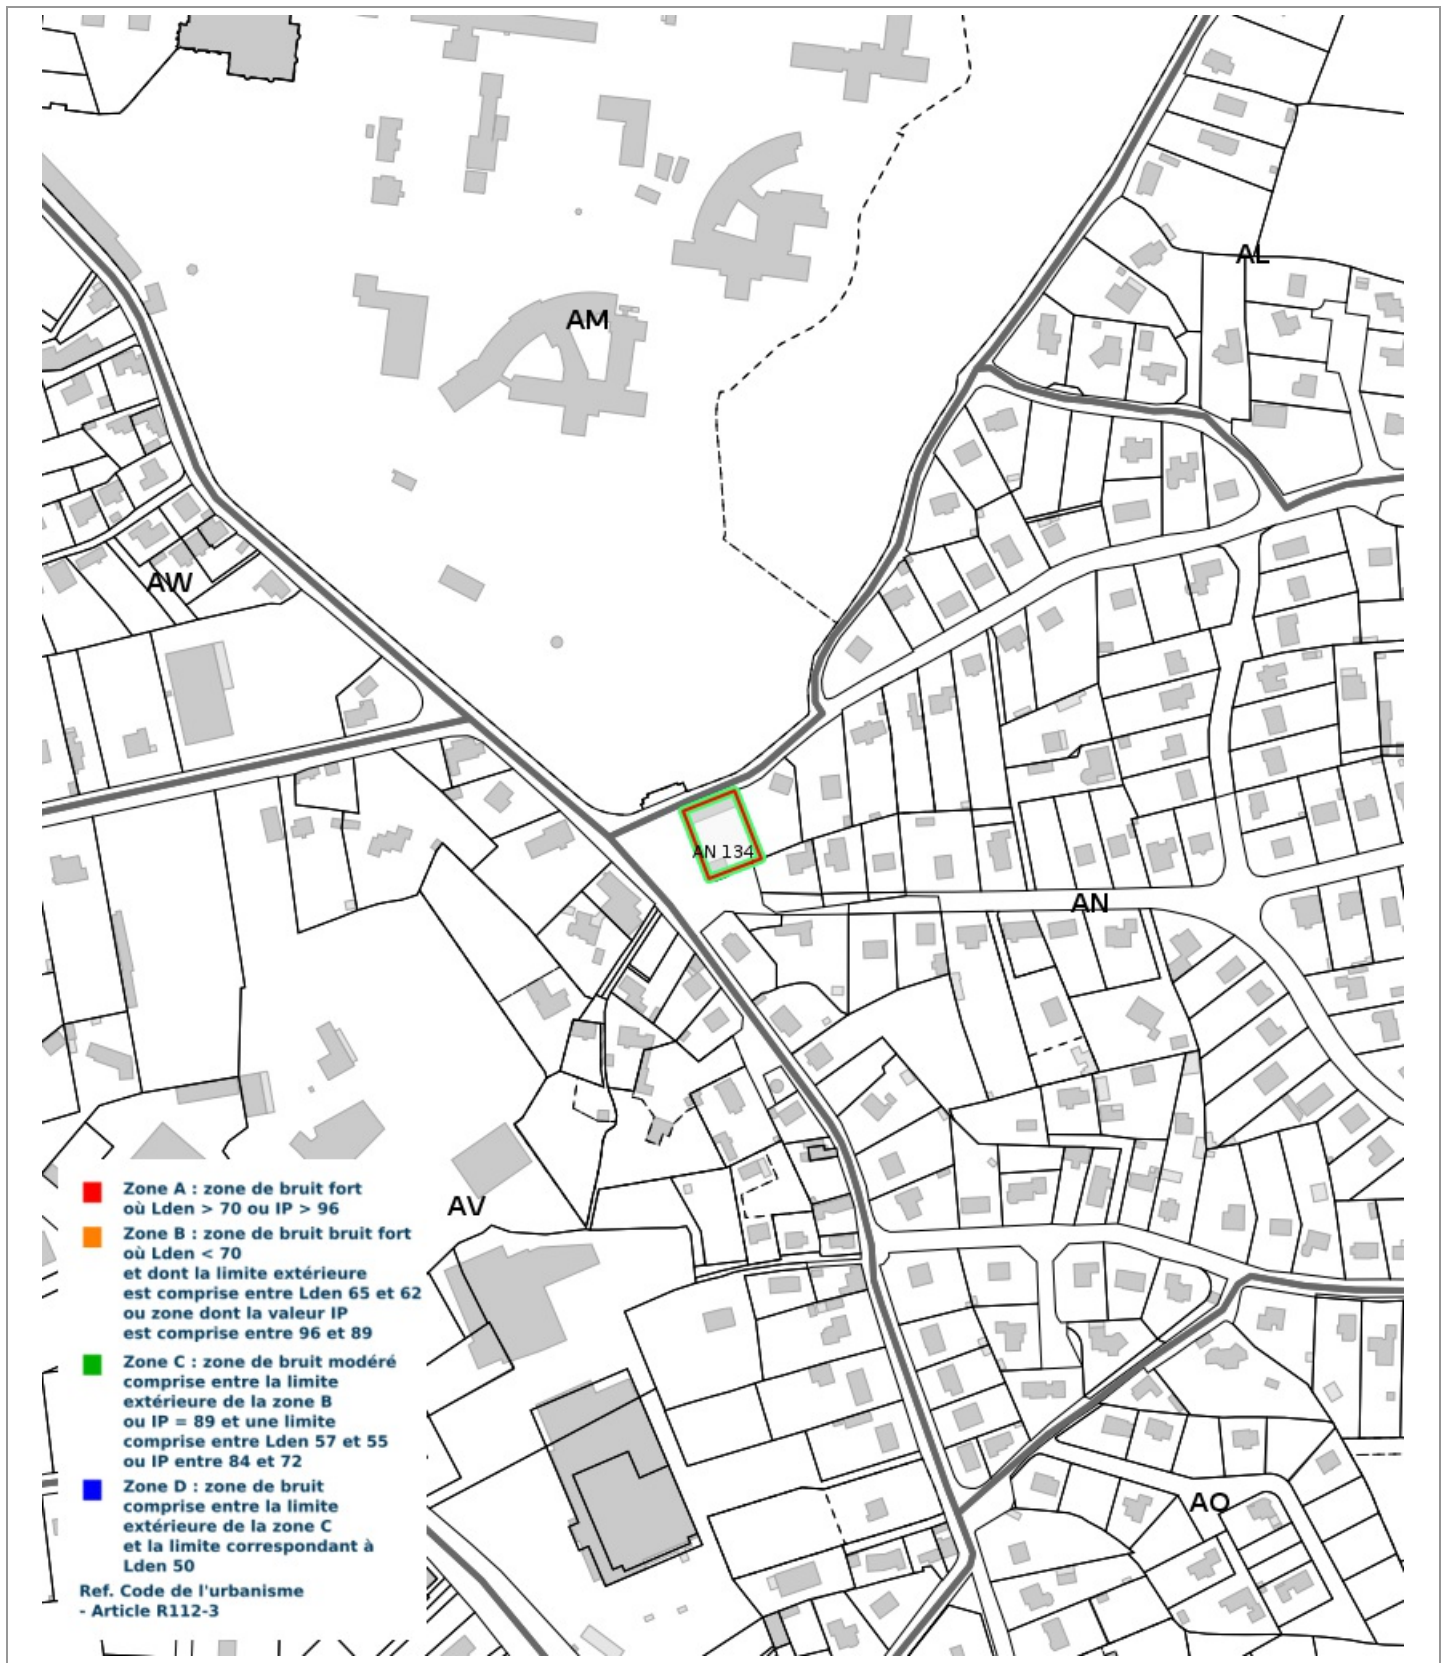 AL
AM
AW
AN 134
AN
Zone A : zone de bruit fort
où Lden > 70 ou IP > 96
Zone B : zone de bruit bruit fort
où Lden < 70
et dont la limite extérieure
est comprise entre Lden 65 et 62
ou zone dont la valeur IP
est comprise entre 96 et 89
Zone C : zone de bruit modéré
comprise entre la limite
extérieure de la zone B
ou IP = 89 et une limite
comprise entre Lden 57 et 55
ou IP entre 84 et 72
Zone D : zone de bruit
comprise entre la limite
extérieure de la zone C
et la limite correspondant à
Lden 50
Ref. Code de l'urbanisme
- Article R112-3
AV
AO